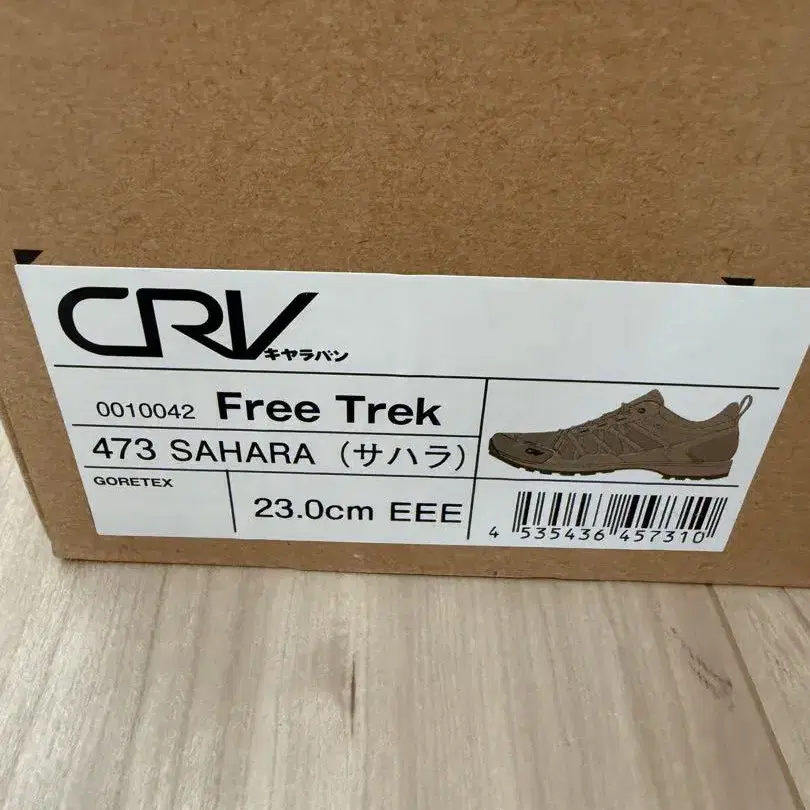 CRV
キャラバン
0010042 Free Trek
473 SAHARA (サハラ)
GORETEX
23.0cm EEE
4 535436 457310